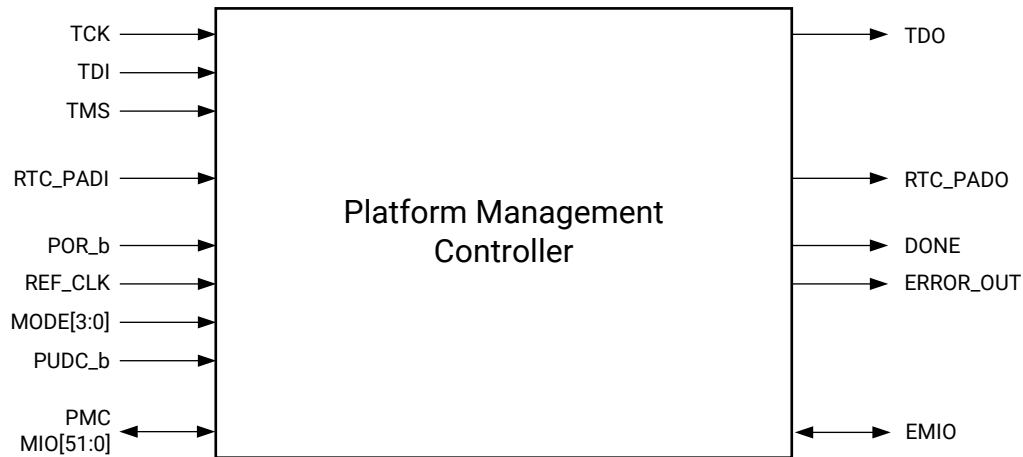 TCK
TDI
TMS
RTC_PADI
POR_b
REF_CLK
MODE[3:0]
PUDC_b
PMC
MIO[51:0]
Platform Management
Controller
TDO
RTC_PADO
DONE
ERROR_OUT
EMIO